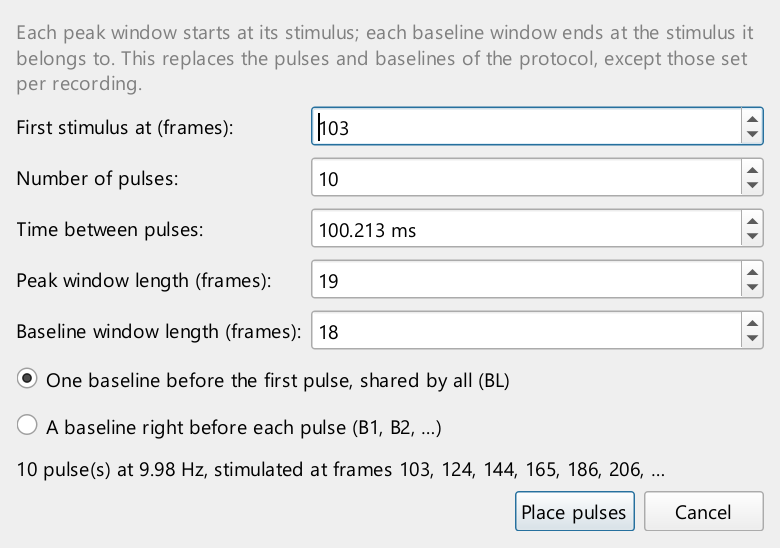 Each peak window starts at its stimulus; each baseline window ends at the stimulus it
belongs to. This replaces the pulses and baselines of the protocol, except those set
per recording.
First stimulus at (frames): 103
Number of pulses: 10
Time between pulses: 100.213 ms
Peak window length (frames): 19
Baseline window length (frames): 18
One baseline before the first pulse, shared by all (BL)
A baseline right before each pulse (B1, B2, ...)
10 pulse(s) at 9.98 Hz, stimulated at frames 103, 124, 144, 165, 186, 206, ...
Place pulses Cancel